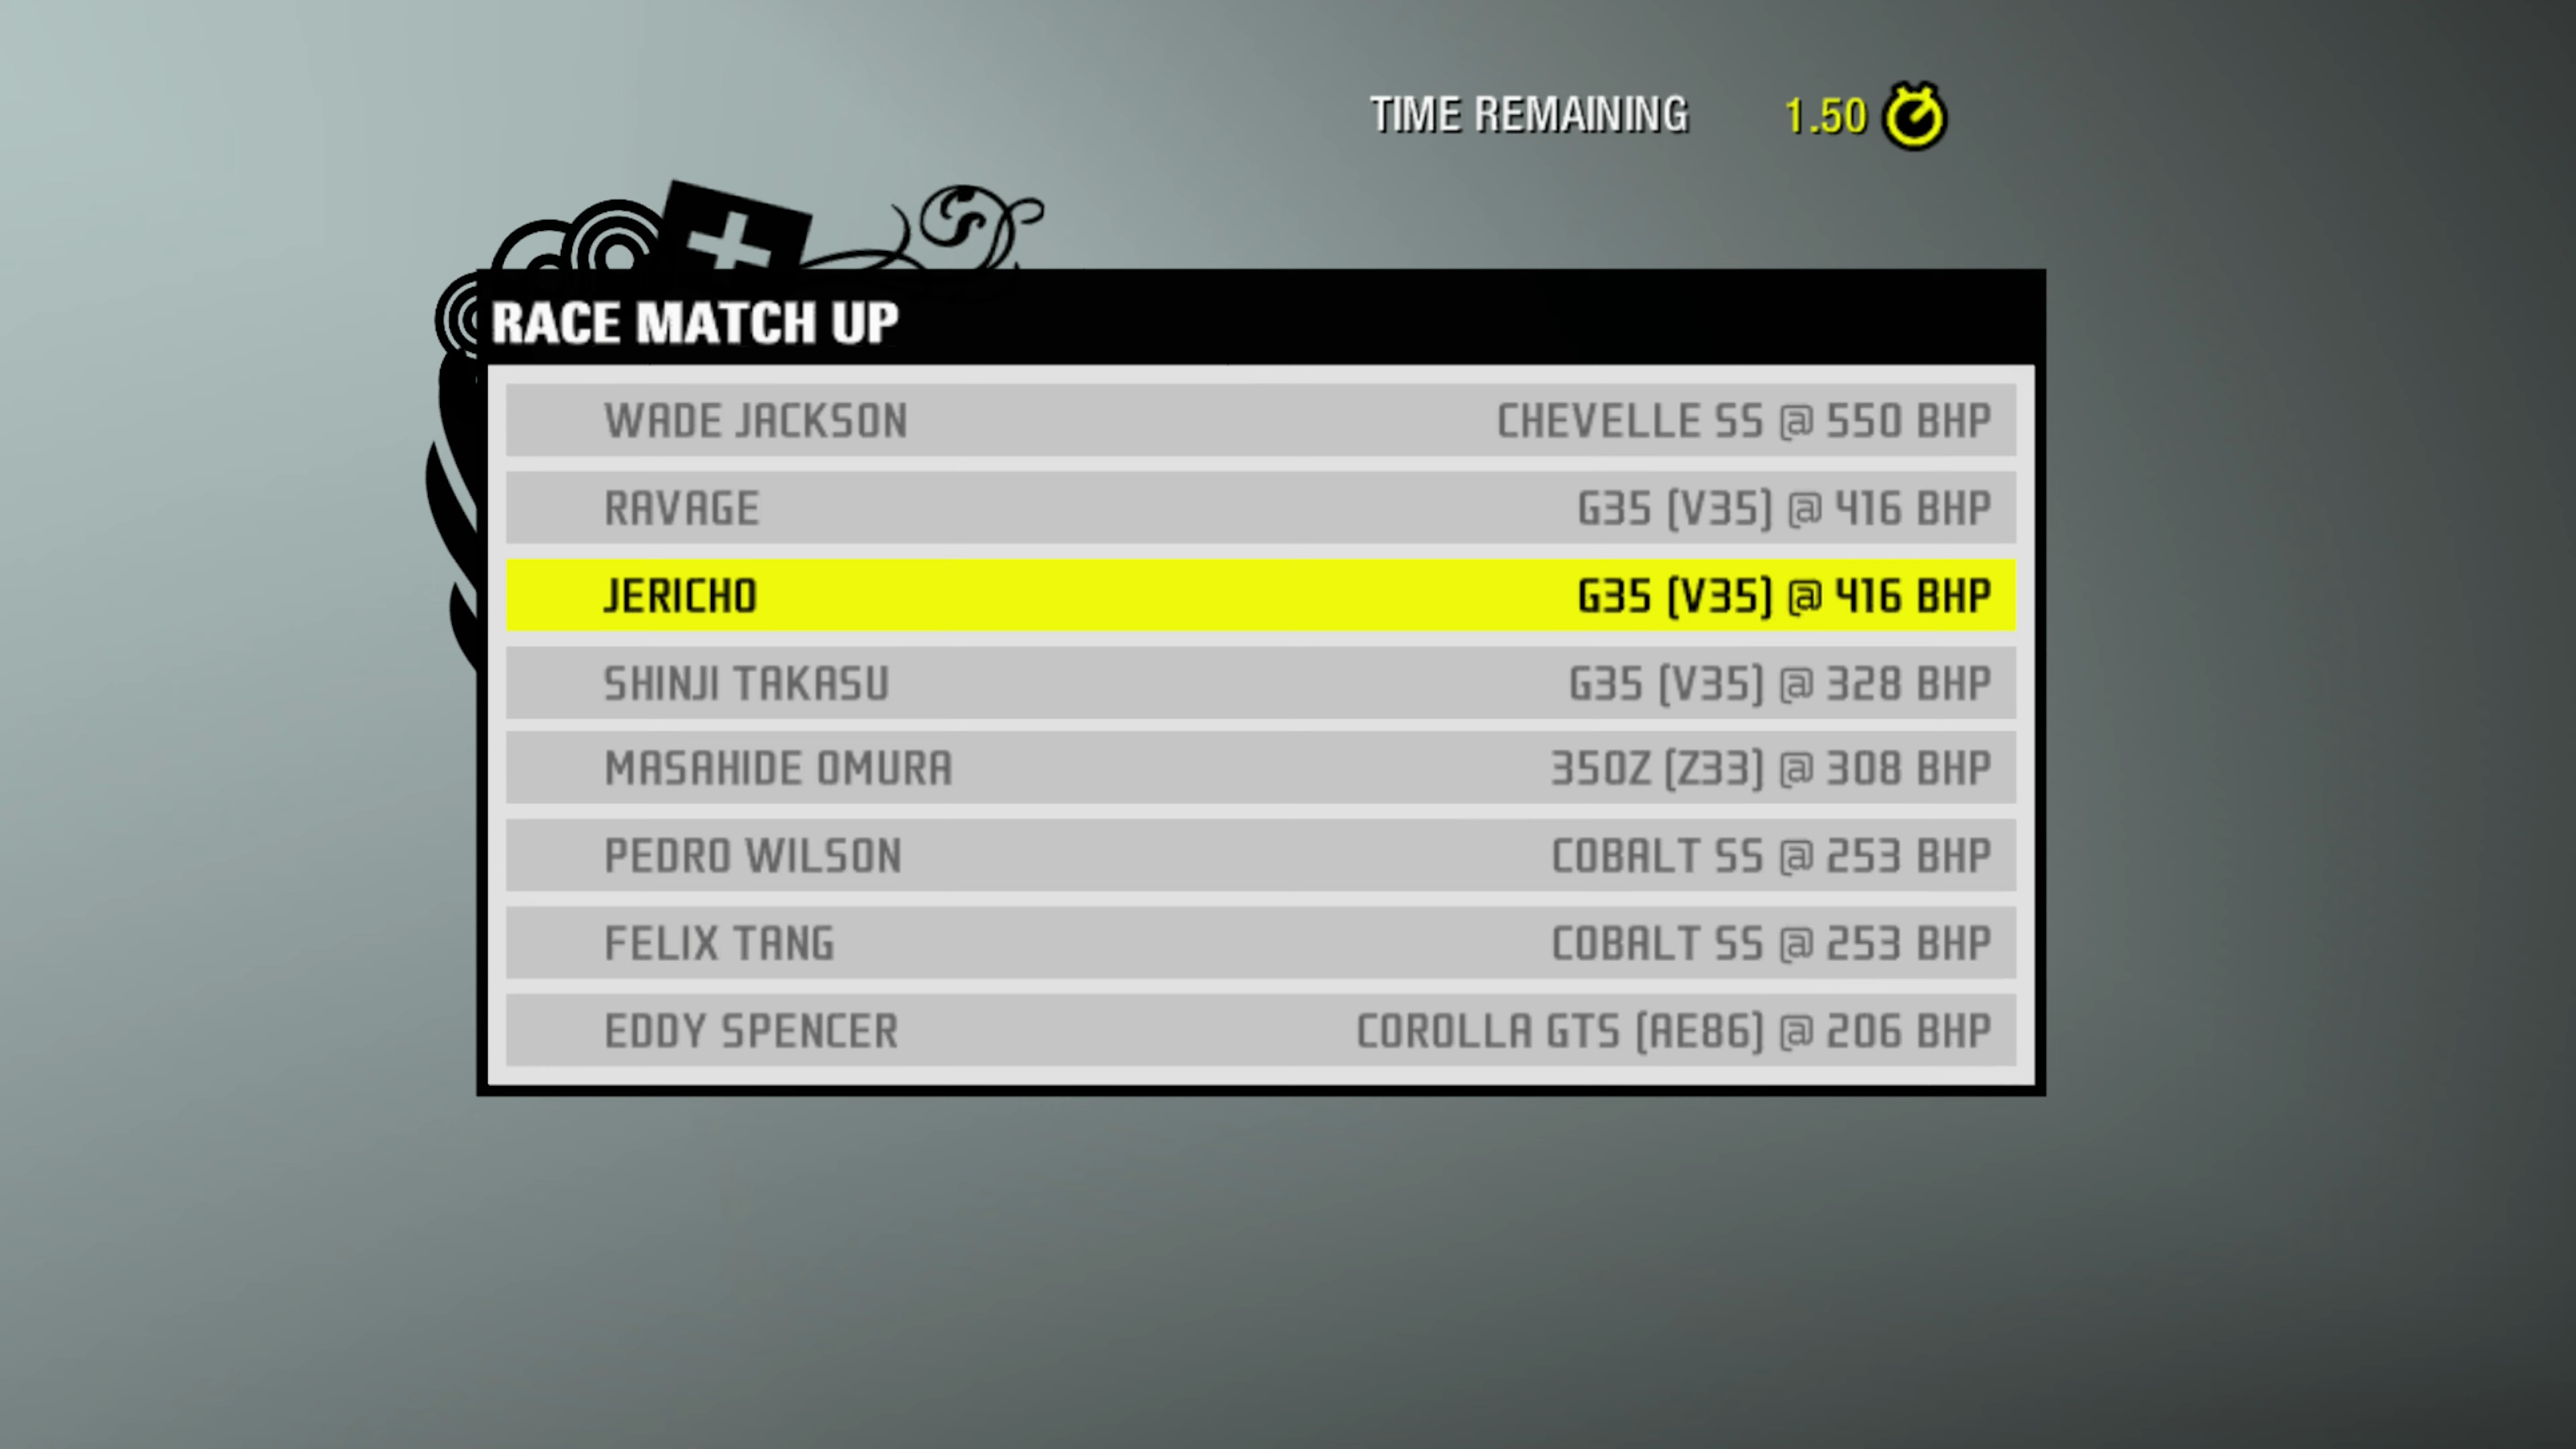 TIME REMAINING 1.50
RACE MATCH UP
WADE JACKSON CHEVELLE SS @ 550 BHP
RAVAGE G35 (V35) @ 416 BHP
JERICHO G35 (V35) @ 416 BHP
SHINJI TAKASU G35 (V35) @ 328 BHP
MASAHIDE OMURA 350Z (Z33) @ 308 BHP
PEDRO WILSON COBALT SS @ 253 BHP
FELIX TANG COBALT SS @ 253 BHP
EDDY SPENCER COROLLA GTS (AE86) @ 206 BHP